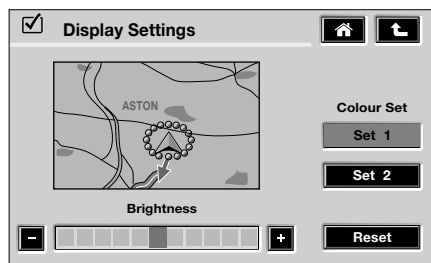 Display Settings
ASTON
Colour Set
Set 1
Set 2
Brightness
- +
Reset